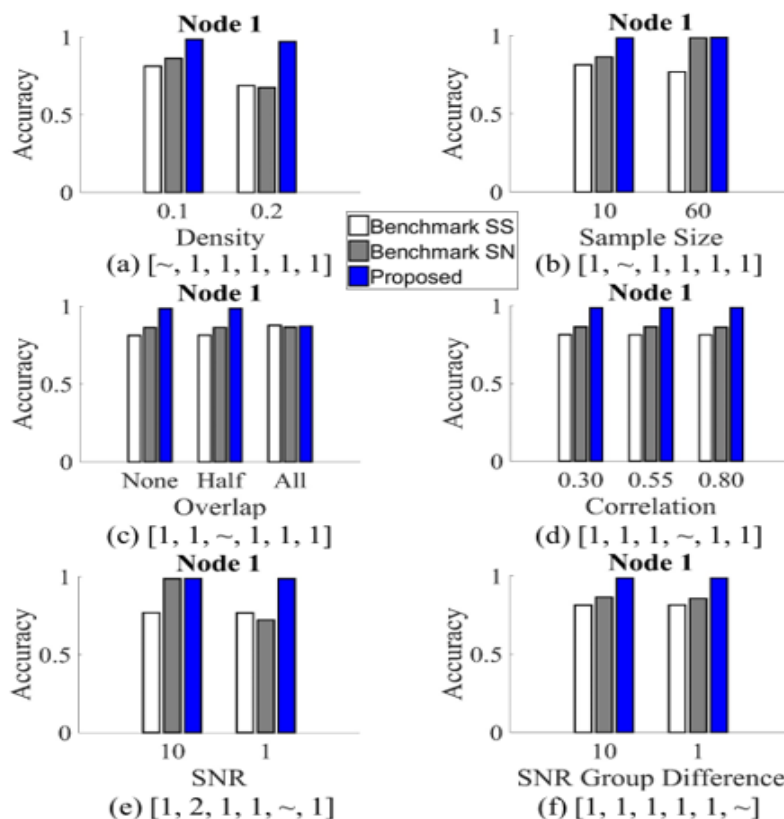 Node 1
Accuracy
1
0.5
0
0.1 0.2
Density
(a) [~, 1, 1, 1, 1, 1]
Node 1
Accuracy
1
0.5
0
10 60
Sample Size
(b) [1, ~, 1, 1, 1, 1]
Benchmark SS
Benchmark SN
Proposed
Node 1
Accuracy
1
0.5
0
None Half All
Overlap
(c) [1, 1, ~, 1, 1, 1]
Node 1
Accuracy
1
0.5
0
0.30 0.55 0.80
Correlation
(d) [1, 1, 1, ~, 1, 1]
Node 1
Accuracy
1
0.5
0
10 1
SNR
(e) [1, 2, 1, 1, ~, 1]
Node 1
Accuracy
1
0.5
0
10 1
SNR Group Difference
(f) [1, 1, 1, 1, 1, ~]